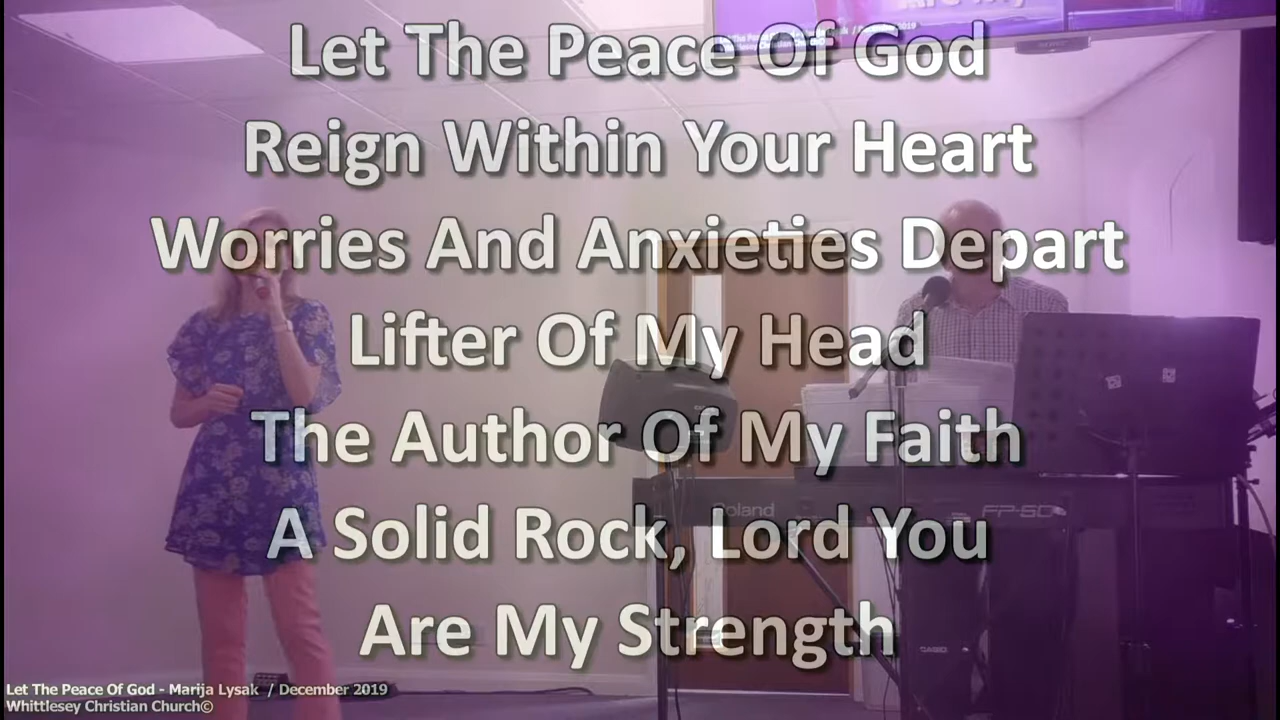 Let The Peace Of God
Reign Within Your Heart
Worries And Anxieties Depart
Lifter Of My Head
The Author Of My Faith
A Solid Rock, Lord You
Are My Strength
Roland
FP-50
CASIO
Let The Peace Of God - Marija Lysak / December 2019
Whittlesey Christian Church©